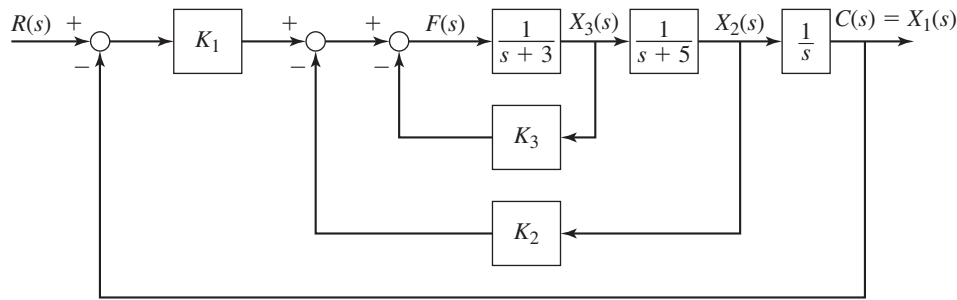 R(s) + − K₁ + − + − F(s) 1/(s + 3) X₃(s) 1/(s + 5) X₂(s) 1/s C(s) = X₁(s)
K₃
K₂